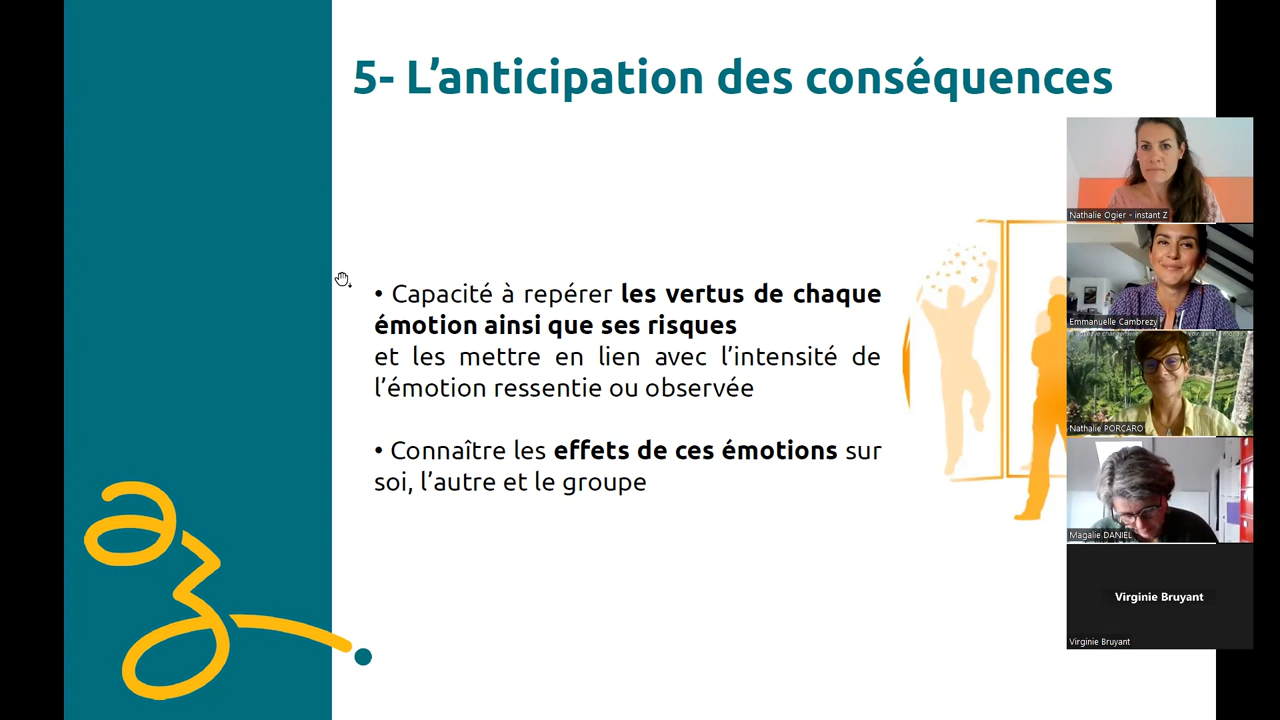 5- L’anticipation des conséquences
• Capacité à repérer les vertus de chaque
émotion ainsi que ses risques
et les mettre en lien avec l’intensité de
l’émotion ressentie ou observée
• Connaître les effets de ces émotions sur
soi, l’autre et le groupe
az
Nathalie Ogier - instant Z
Emmanuelle Cambrezy
Nathalie PORCARO
Magalie DANIEL
Virginie Bruyant
Virginie Bruyant